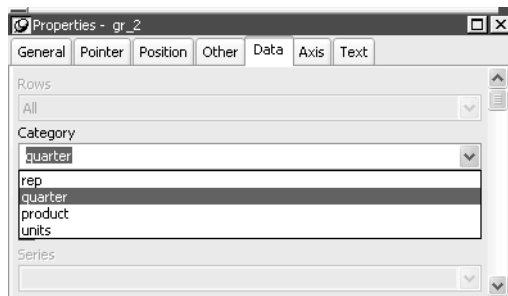 Properties - gr_2
General Pointer Position Other Data Axis Text
Rows
All
Category
quarter
rep
quarter
product
units
Series